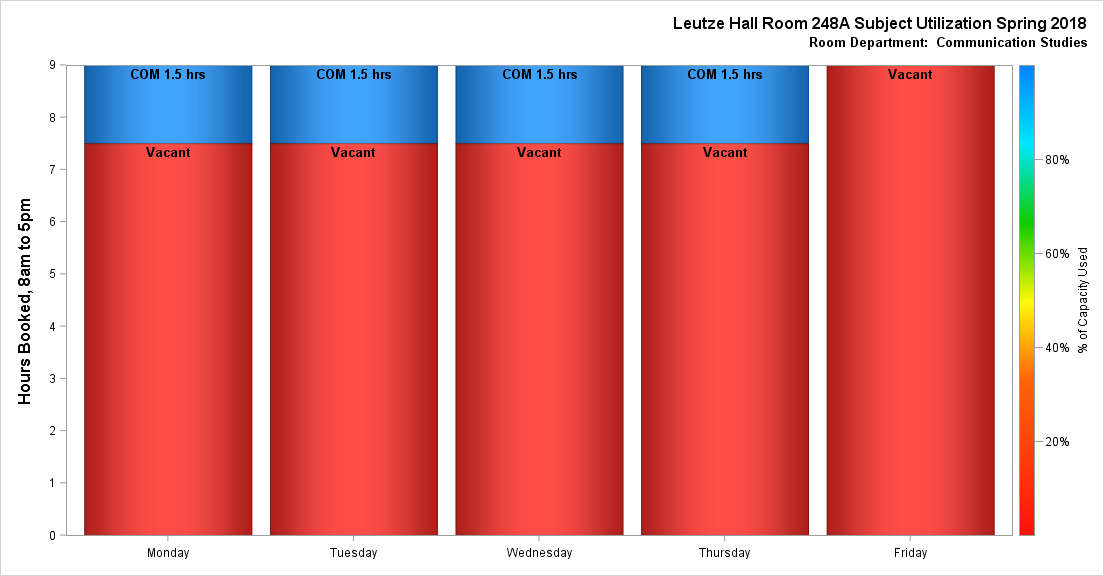 Leutze Hall Room 248A Subject Utilization Spring 2018
Room Department: Communication Studies
Hours Booked, 8am to 5pm
9
8
7
6
5
4
3
2
1
0
COM 1.5 hrs
COM 1.5 hrs
COM 1.5 hrs
COM 1.5 hrs
Vacant
Vacant
Vacant
Vacant
Vacant
Monday
Tuesday
Wednesday
Thursday
Friday
80%
60%
40%
20%
% of Capacity Used